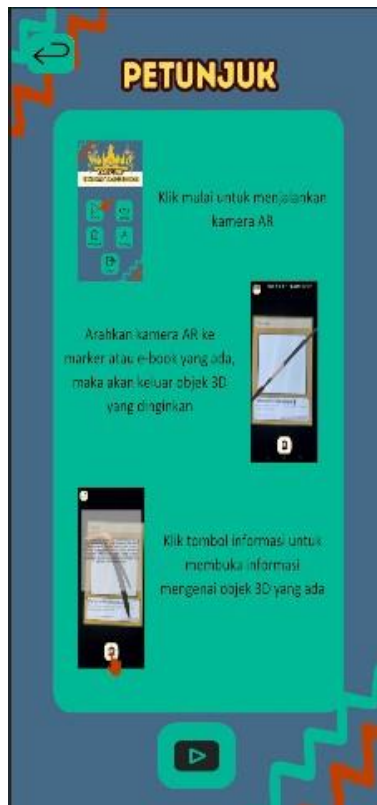 PETUNJUK
Klik mulai untuk menjalankan
kamera AR
Arahkan kamera AR ke
marker atau e-book yang ada,
maka akan keluar objek 3D
yang dinginkan
Klik tombol informasi untuk
membuka informasi
mengenai objek 3D yang ada